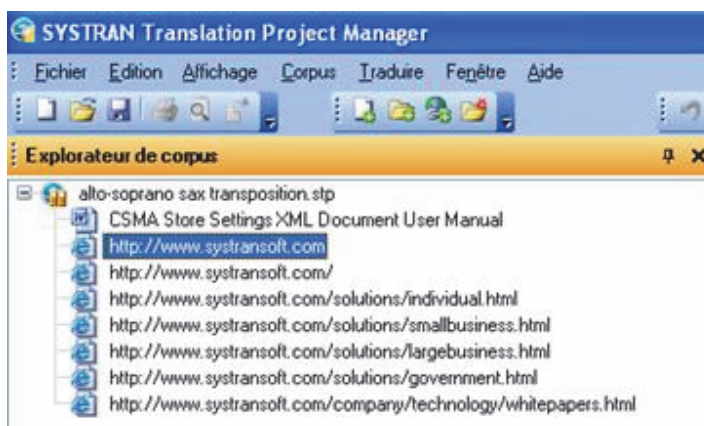 SYSTRAN Translation Project Manager
Fichier Edition Affichage Corpus Traduire Fenêtre Aide
Explorateur de corpus
alto-soprano sax transposition.stp
CSMA Store Settings XML Document User Manual
http://www.systransoft.com
http://www.systransoft.com/
http://www.systransoft.com/solutions/individual.html
http://www.systransoft.com/solutions/smallbusiness.html
http://www.systransoft.com/solutions/largebusiness.html
http://www.systransoft.com/solutions/government.html
http://www.systransoft.com/company/technology/whitepapers.html